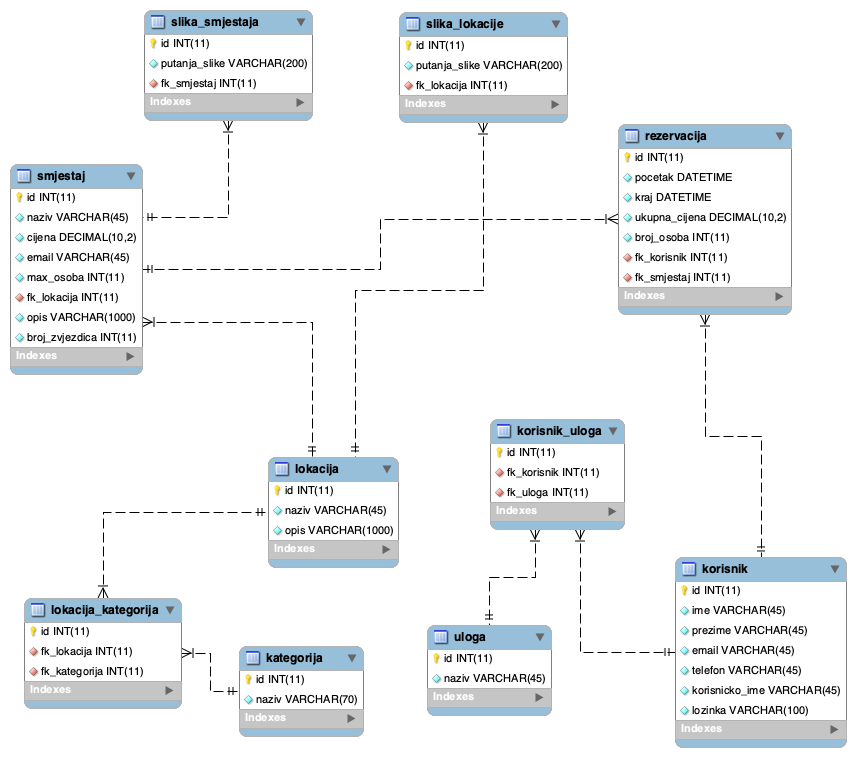 slika_smjestaja
id INT(11)
putanja_slike VARCHAR(200)
fk_smjestaj INT(11)
Indexes
slika_lokacije
id INT(11)
putanja_slike VARCHAR(200)
fk_lokacija INT(11)
Indexes
rezervacija
id INT(11)
pocetak DATETIME
kraj DATETIME
ukupna_cijena DECIMAL(10,2)
broj_osoba INT(11)
fk_korisnik INT(11)
fk_smjestaj INT(11)
Indexes
smjestaj
id INT(11)
naziv VARCHAR(45)
cijena DECIMAL(10,2)
email VARCHAR(45)
max_osoba INT(11)
fk_lokacija INT(11)
opis VARCHAR(1000)
broj_zvjezdica INT(11)
Indexes
korisnik_uloga
id INT(11)
fk_korisnik INT(11)
fk_uloga INT(11)
Indexes
lokacija
id INT(11)
naziv VARCHAR(45)
opis VARCHAR(1000)
Indexes
korisnik
id INT(11)
ime VARCHAR(45)
prezime VARCHAR(45)
email VARCHAR(45)
telefon VARCHAR(45)
korisnicko_ime VARCHAR(45)
lozinka VARCHAR(100)
Indexes
lokacija_kategorija
id INT(11)
fk_lokacija INT(11)
fk_kategorija INT(11)
Indexes
kategorija
id INT(11)
naziv VARCHAR(70)
Indexes
uloga
id INT(11)
naziv VARCHAR(45)
Indexes